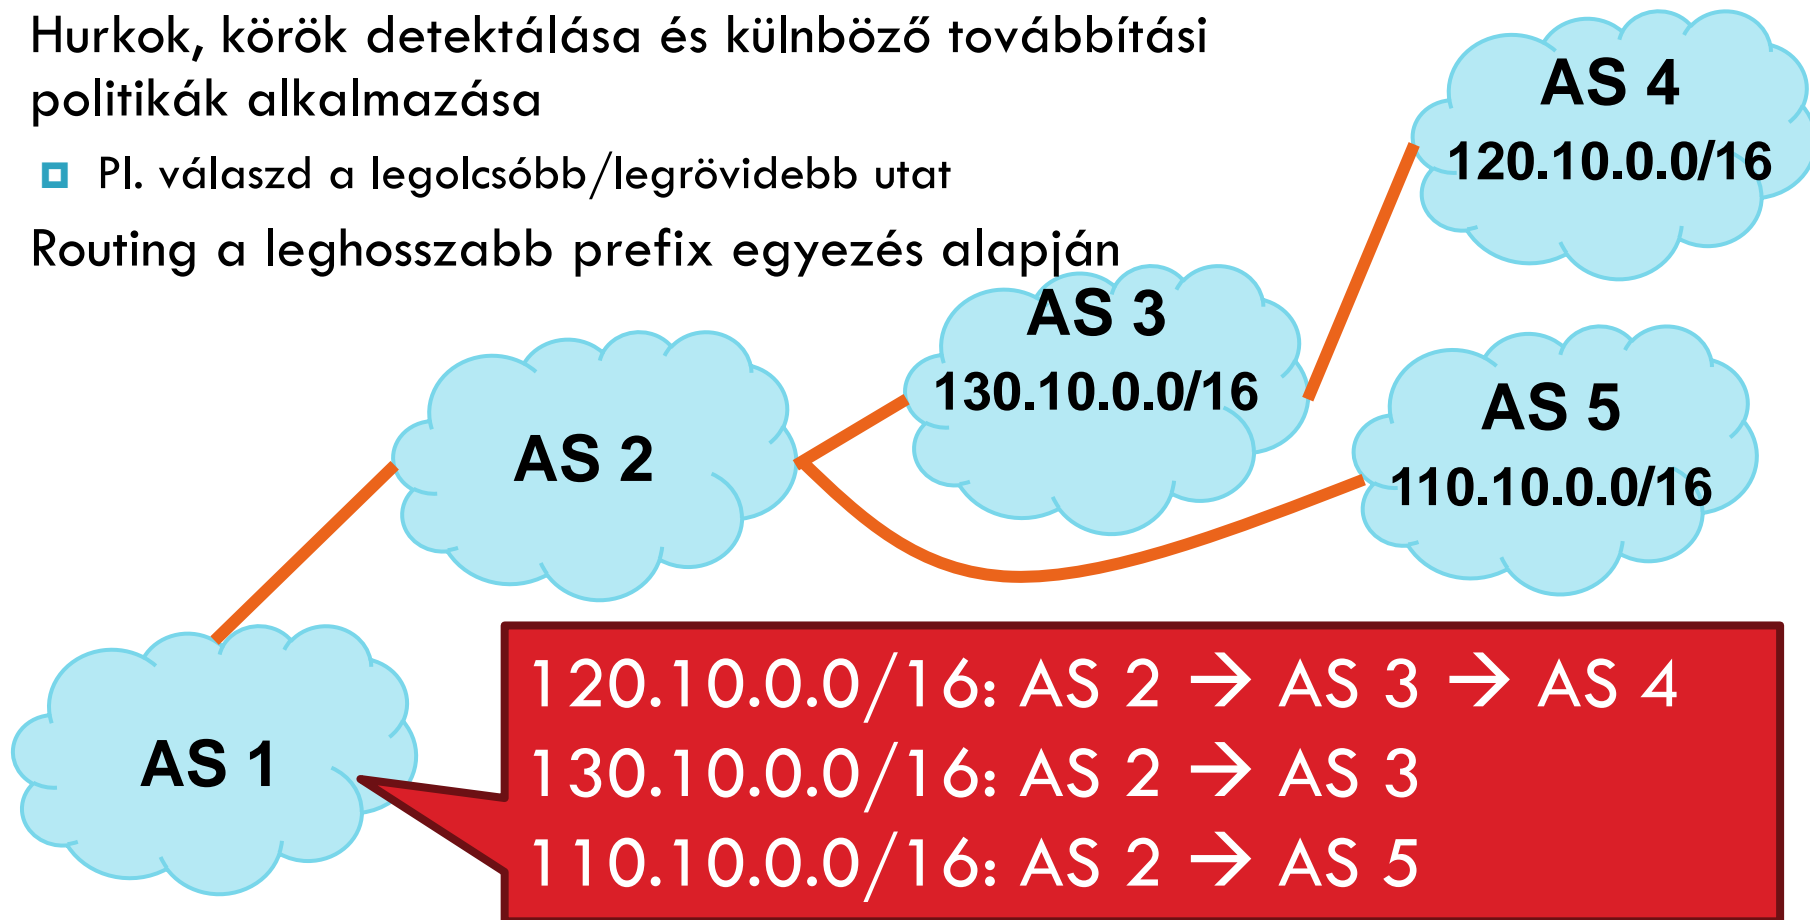 Hurkok, körök detektálása és külnböző továbbítási
politikák alkalmazása
Pl. válaszd a legolcsóbb/legrövidebb utat
Routing a leghosszabb prefix egyezés alapján
AS 4
120.10.0.0/16
AS 3
130.10.0.0/16
AS 5
110.10.0.0/16
AS 2
AS 1
120.10.0.0/16: AS 2 → AS 3 → AS 4
130.10.0.0/16: AS 2 → AS 3
110.10.0.0/16: AS 2 → AS 5